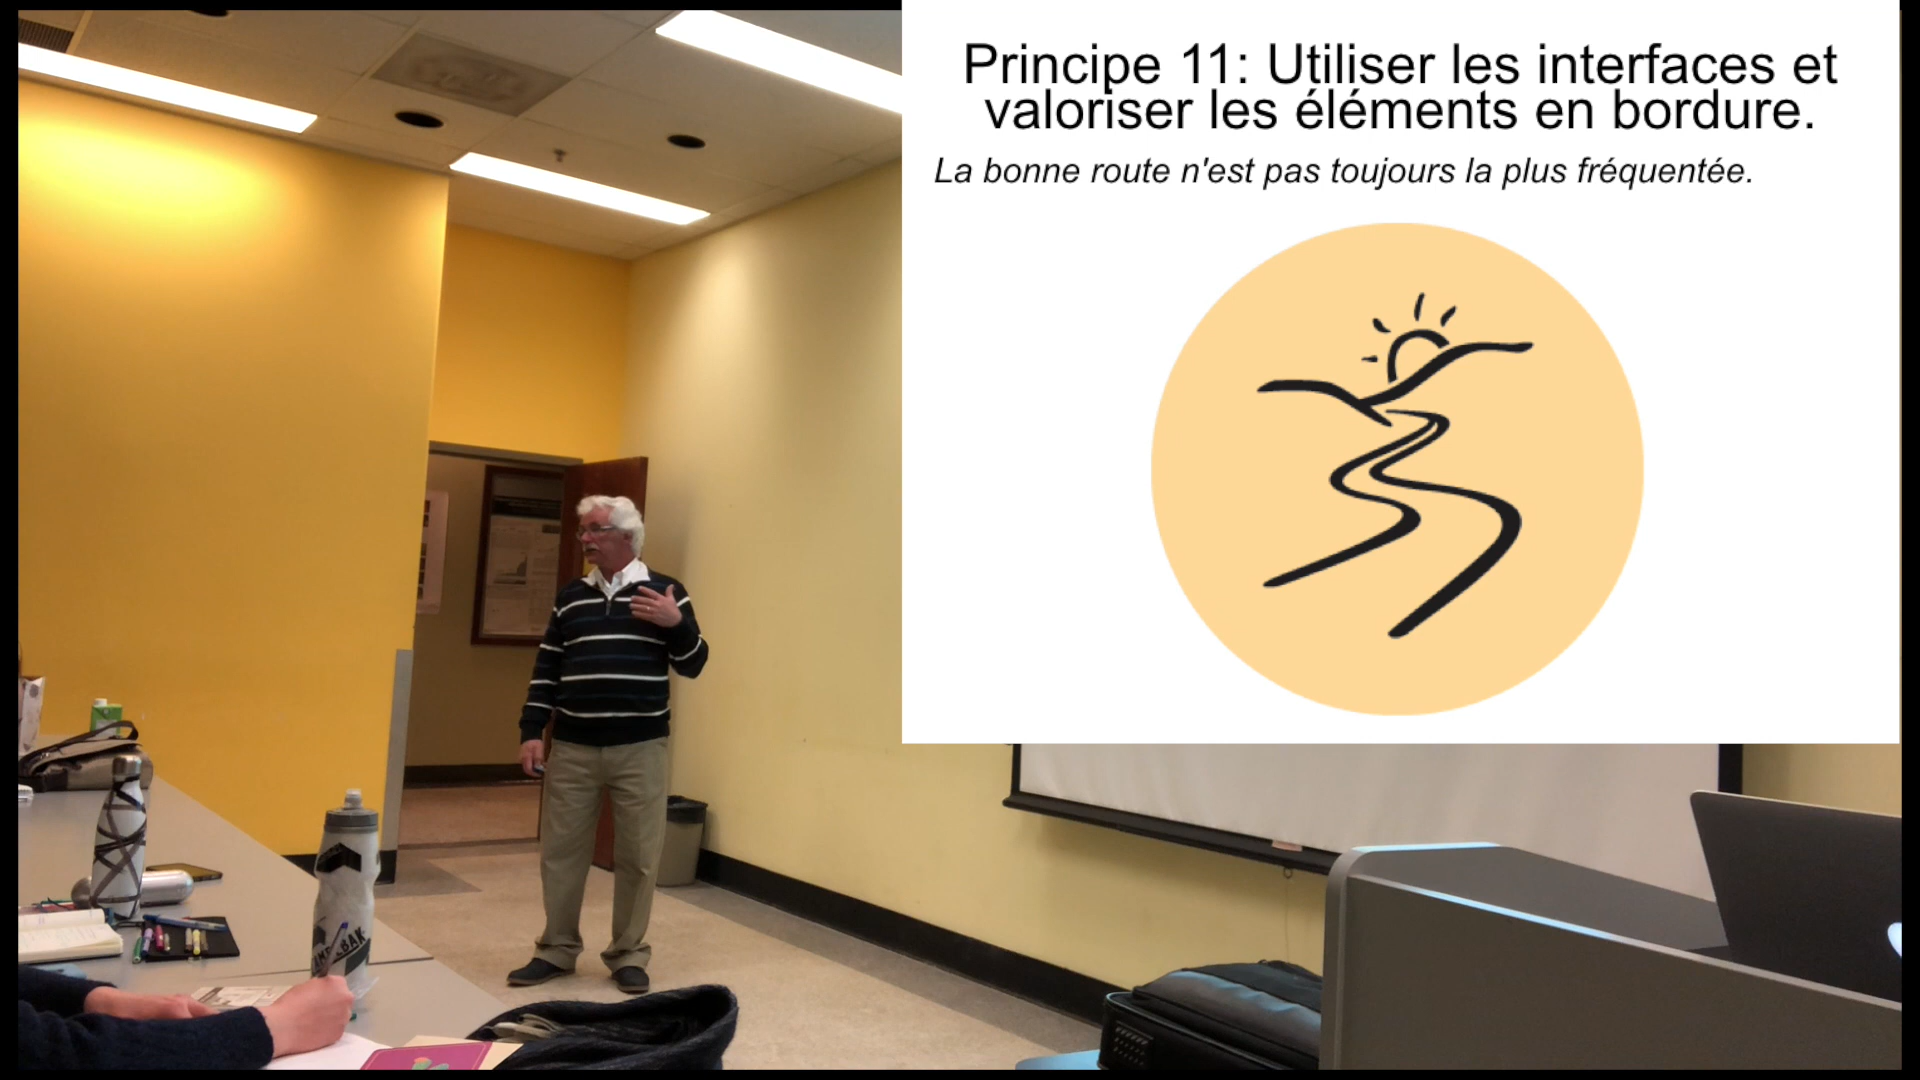 Principe 11: Utiliser les interfaces et
valoriser les éléments en bordure.
La bonne route n'est pas toujours la plus fréquentée.